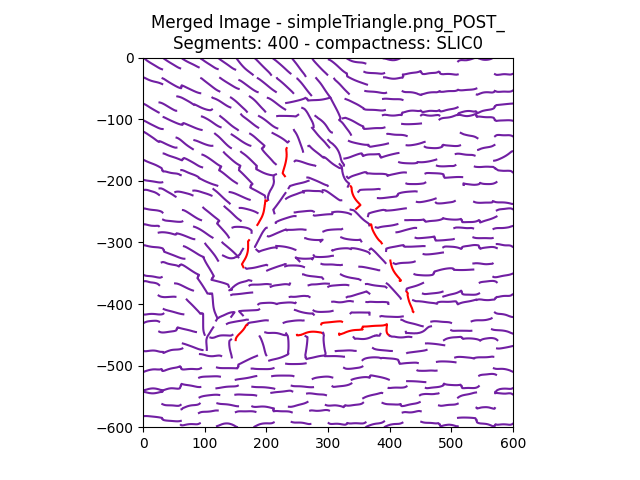 Merged Image - simpleTriangle.png_POST_
Segments: 400 - compactness: SLIC0
0
−100
−200
−300
−400
−500
−600
0 100 200 300 400 500 600